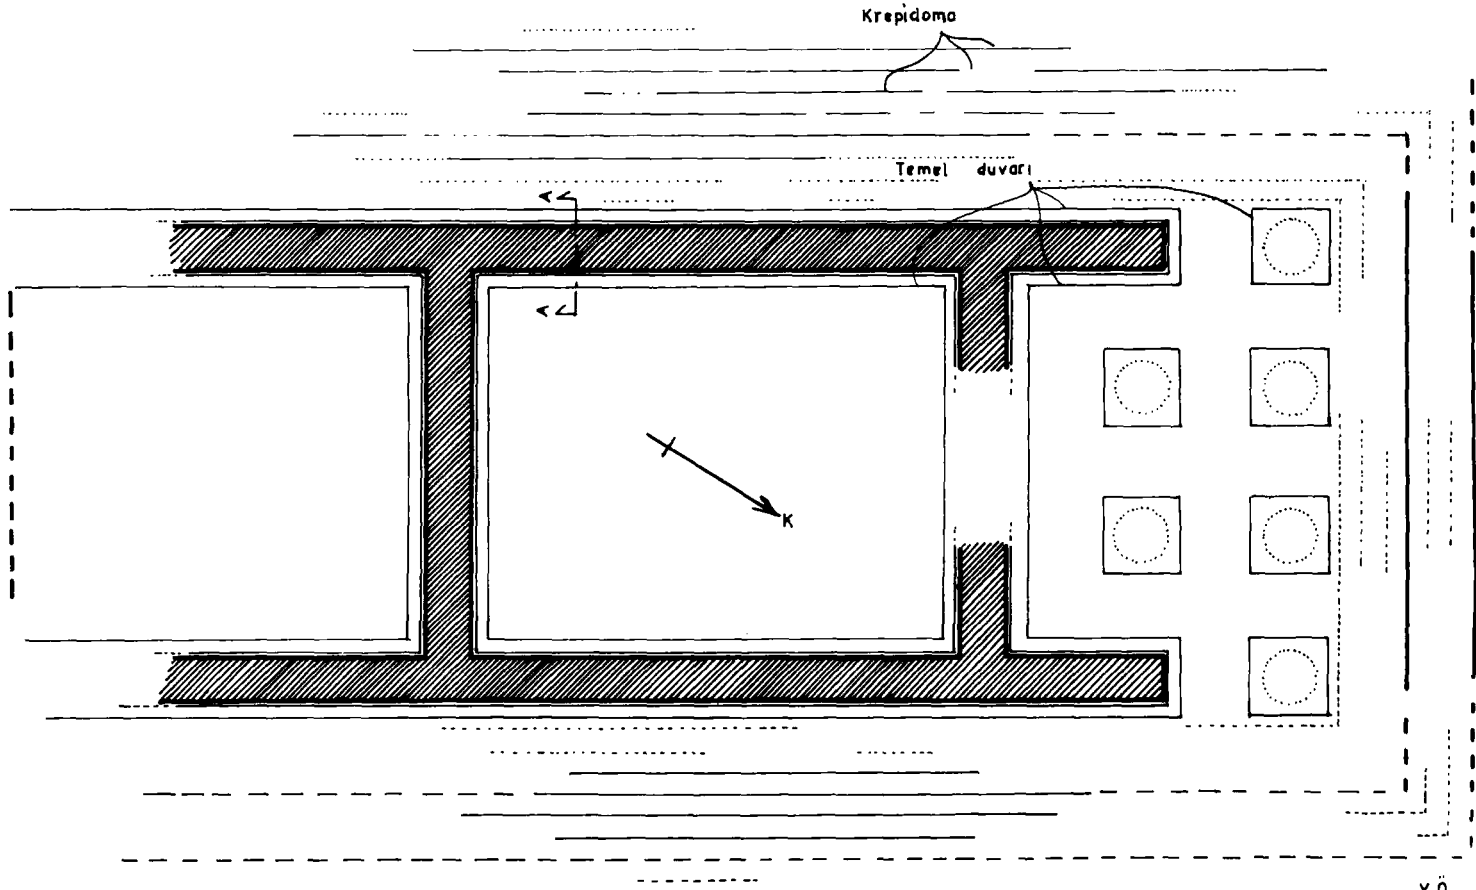 Krepidoma
Temel duvarı
A
A
K
Y.Ö.